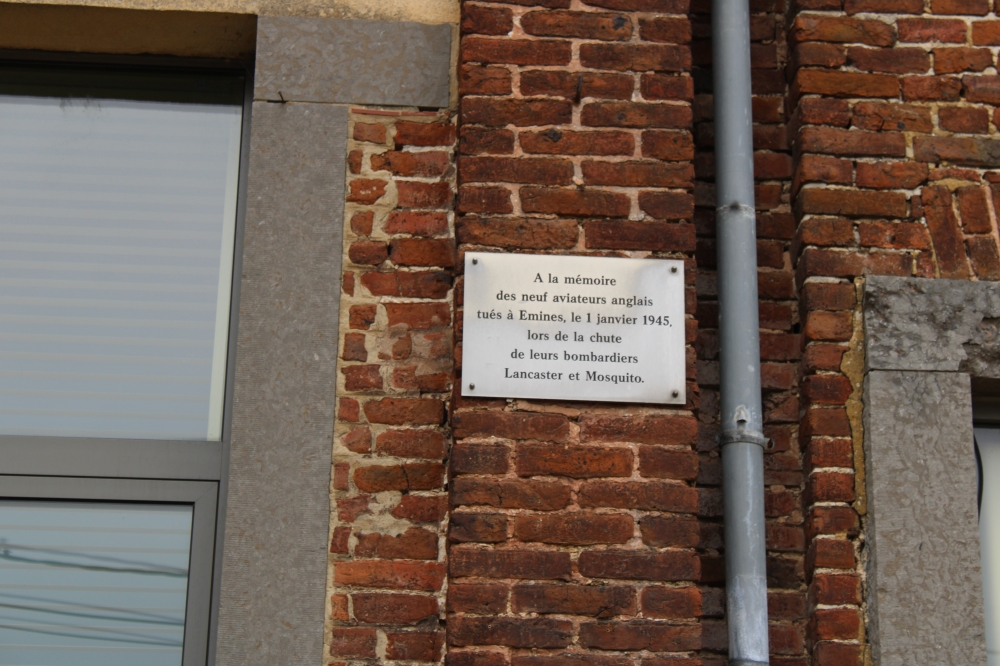 A la mémoire
des neuf aviateurs anglais
tués à Emines, le 1 janvier 1945,
lors de la chute
de leurs bombardiers
Lancaster et Mosquito.